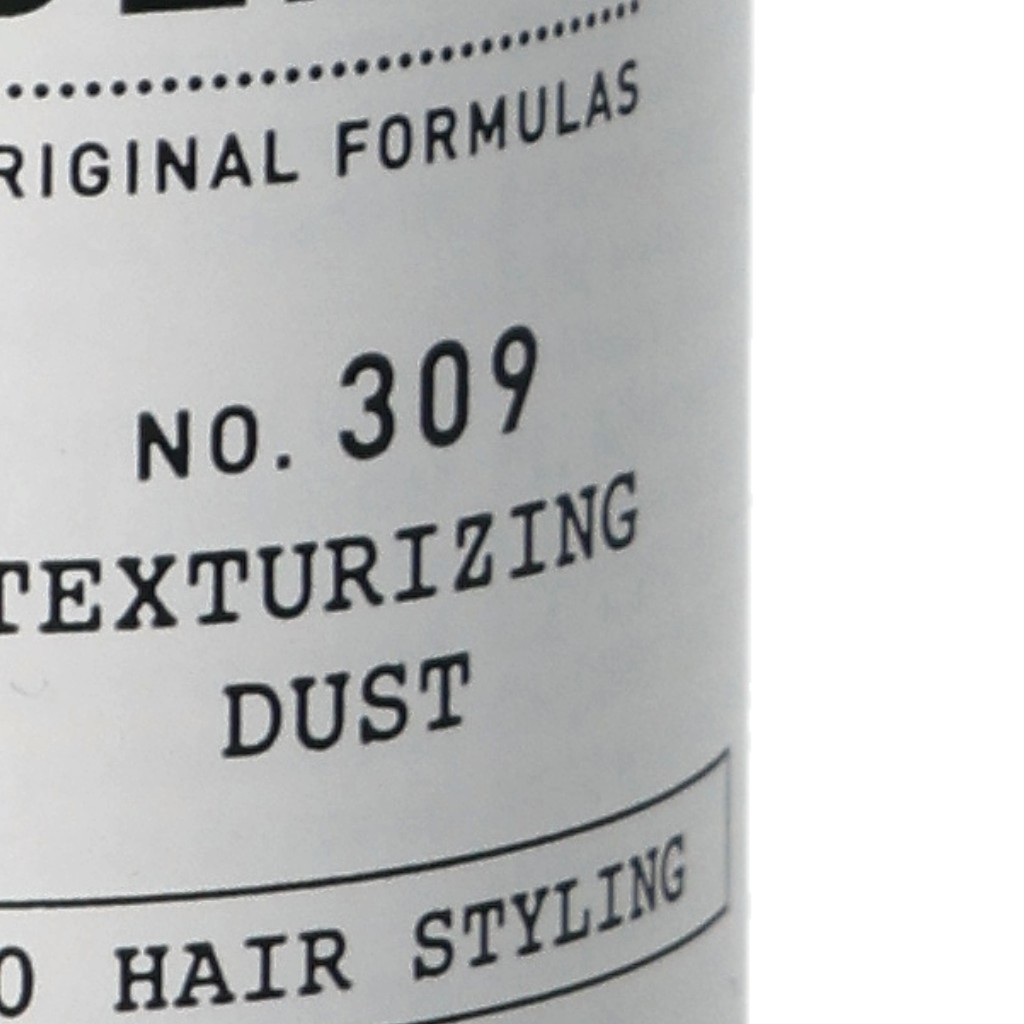 RIGINAL FORMULAS
NO. 309
TEXTURIZING
DUST
O HAIR STYLING